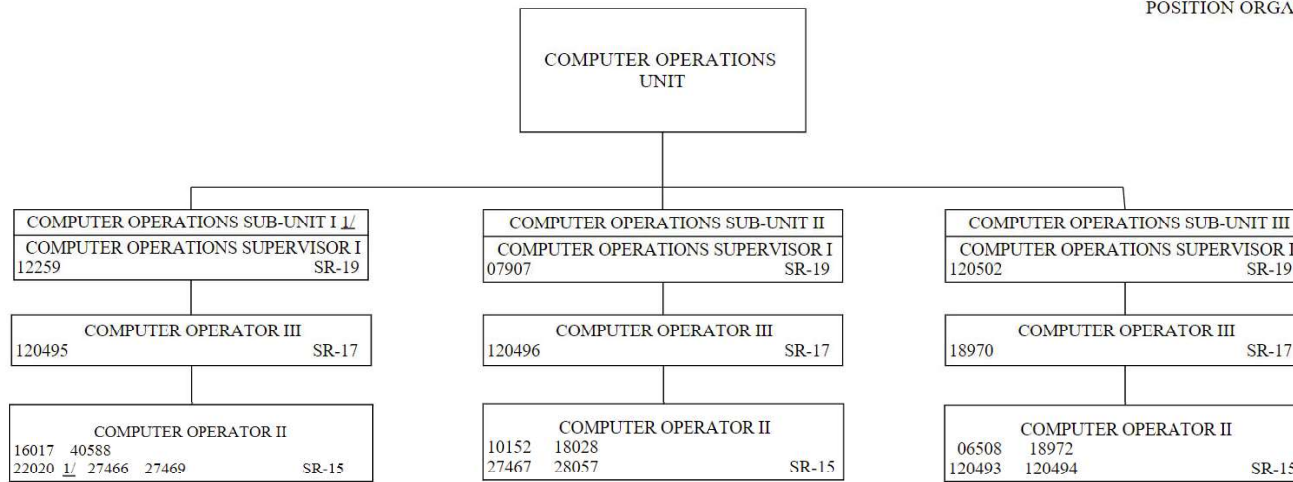 POSITION ORGA
COMPUTER OPERATIONS
UNIT
COMPUTER OPERATIONS SUB-UNIT I 1/
COMPUTER OPERATIONS SUPERVISOR I
12259 SR-19
COMPUTER OPERATOR III
120495 SR-17
COMPUTER OPERATOR II
16017 40588
22020 1/ 27466 27469 SR-15
COMPUTER OPERATIONS SUB-UNIT II
COMPUTER OPERATIONS SUPERVISOR I
07907 SR-19
COMPUTER OPERATOR III
120496 SR-17
COMPUTER OPERATOR II
10152 18028
27467 28057 SR-15
COMPUTER OPERATIONS SUB-UNIT III
COMPUTER OPERATIONS SUPERVISOR I
120502 SR-19
COMPUTER OPERATOR III
18970 SR-17
COMPUTER OPERATOR II
06508 18972
120493 120494 SR-15